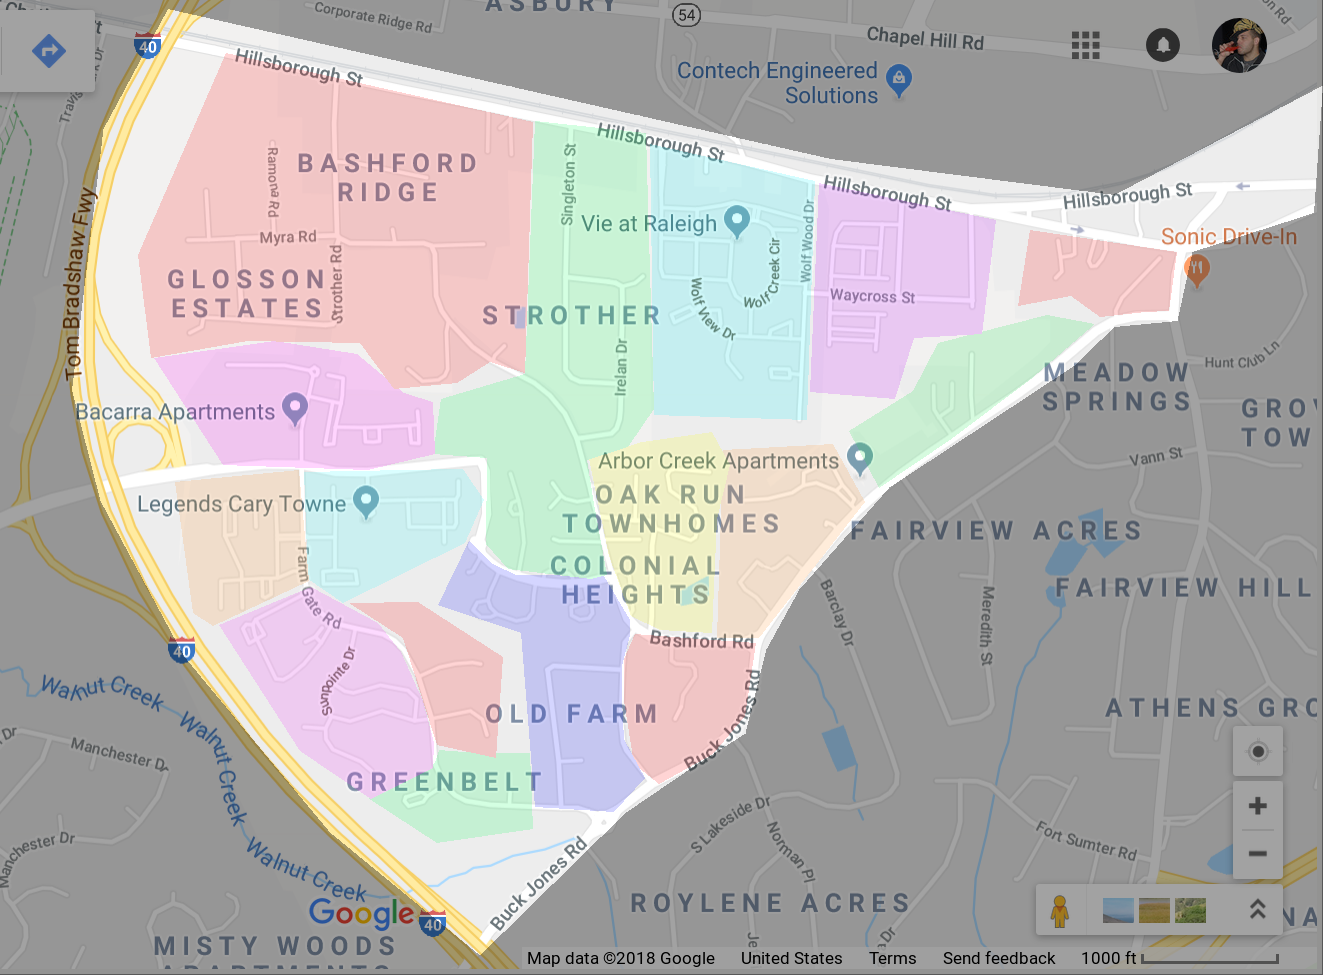 ASBURY
Corporate Ridge Rd
54
Chapel Hill Rd
40
Hillsborough St
Contech Engineered
Solutions
Hillsborough St
BASHFORD
RIDGE
Singleton St
Ramona Rd
Hillsborough St
Hillsborough St
Tom Bradshaw Fwy
Myra Rd
Vie at Raleigh
Wolf Wood Dr
Sonic Drive-In
GLOSSON
ESTATES
Strother Rd
Wolf Creek Cir
Wolf View Dr
Waycross St
STROTHER
Irelan Dr
Hunt Club Ln
MEADOW
SPRINGS
Bacarra Apartments
GROV
TOW
Arbor Creek Apartments
Vann St
OAK RUN
TOWNHOMES
Legends Cary Towne
FAIRVIEW ACRES
COLONIAL
HEIGHTS
Farm Gate Rd
FAIRVIEW HILL
Barclay Dr
Meredith St
Bashford Rd
40
Sunpointe Dr
Walnut Creek
Buck Jones Rd
OLD FARM
ATHENS GRO
Walnut Creek
Manchester Dr
GREENBELT
Manchester Dr
S Lakeside Dr
Norman Pl
Fort Sumter Rd
Walnut Creek
Buck Jones Rd
Google
40
ROYLENE ACRES
MISTY WOODS
APARTMENTS
Map data ©2018 Google United States Terms Send feedback 1000 ft